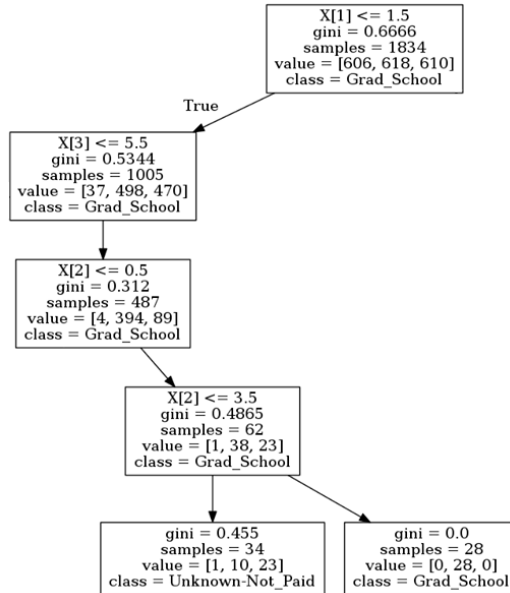 X[1] <= 1.5
gini = 0.6666
samples = 1834
value = [606, 618, 610]
class = Grad_School
True
X[3] <= 5.5
gini = 0.5344
samples = 1005
value = [37, 498, 470]
class = Grad_School
X[2] <= 0.5
gini = 0.312
samples = 487
value = [4, 394, 89]
class = Grad_School
X[2] <= 3.5
gini = 0.4865
samples = 62
value = [1, 38, 23]
class = Grad_School
gini = 0.455
samples = 34
value = [1, 10, 23]
class = Unknown-Not_Paid
gini = 0.0
samples = 28
value = [0, 28, 0]
class = Grad_School